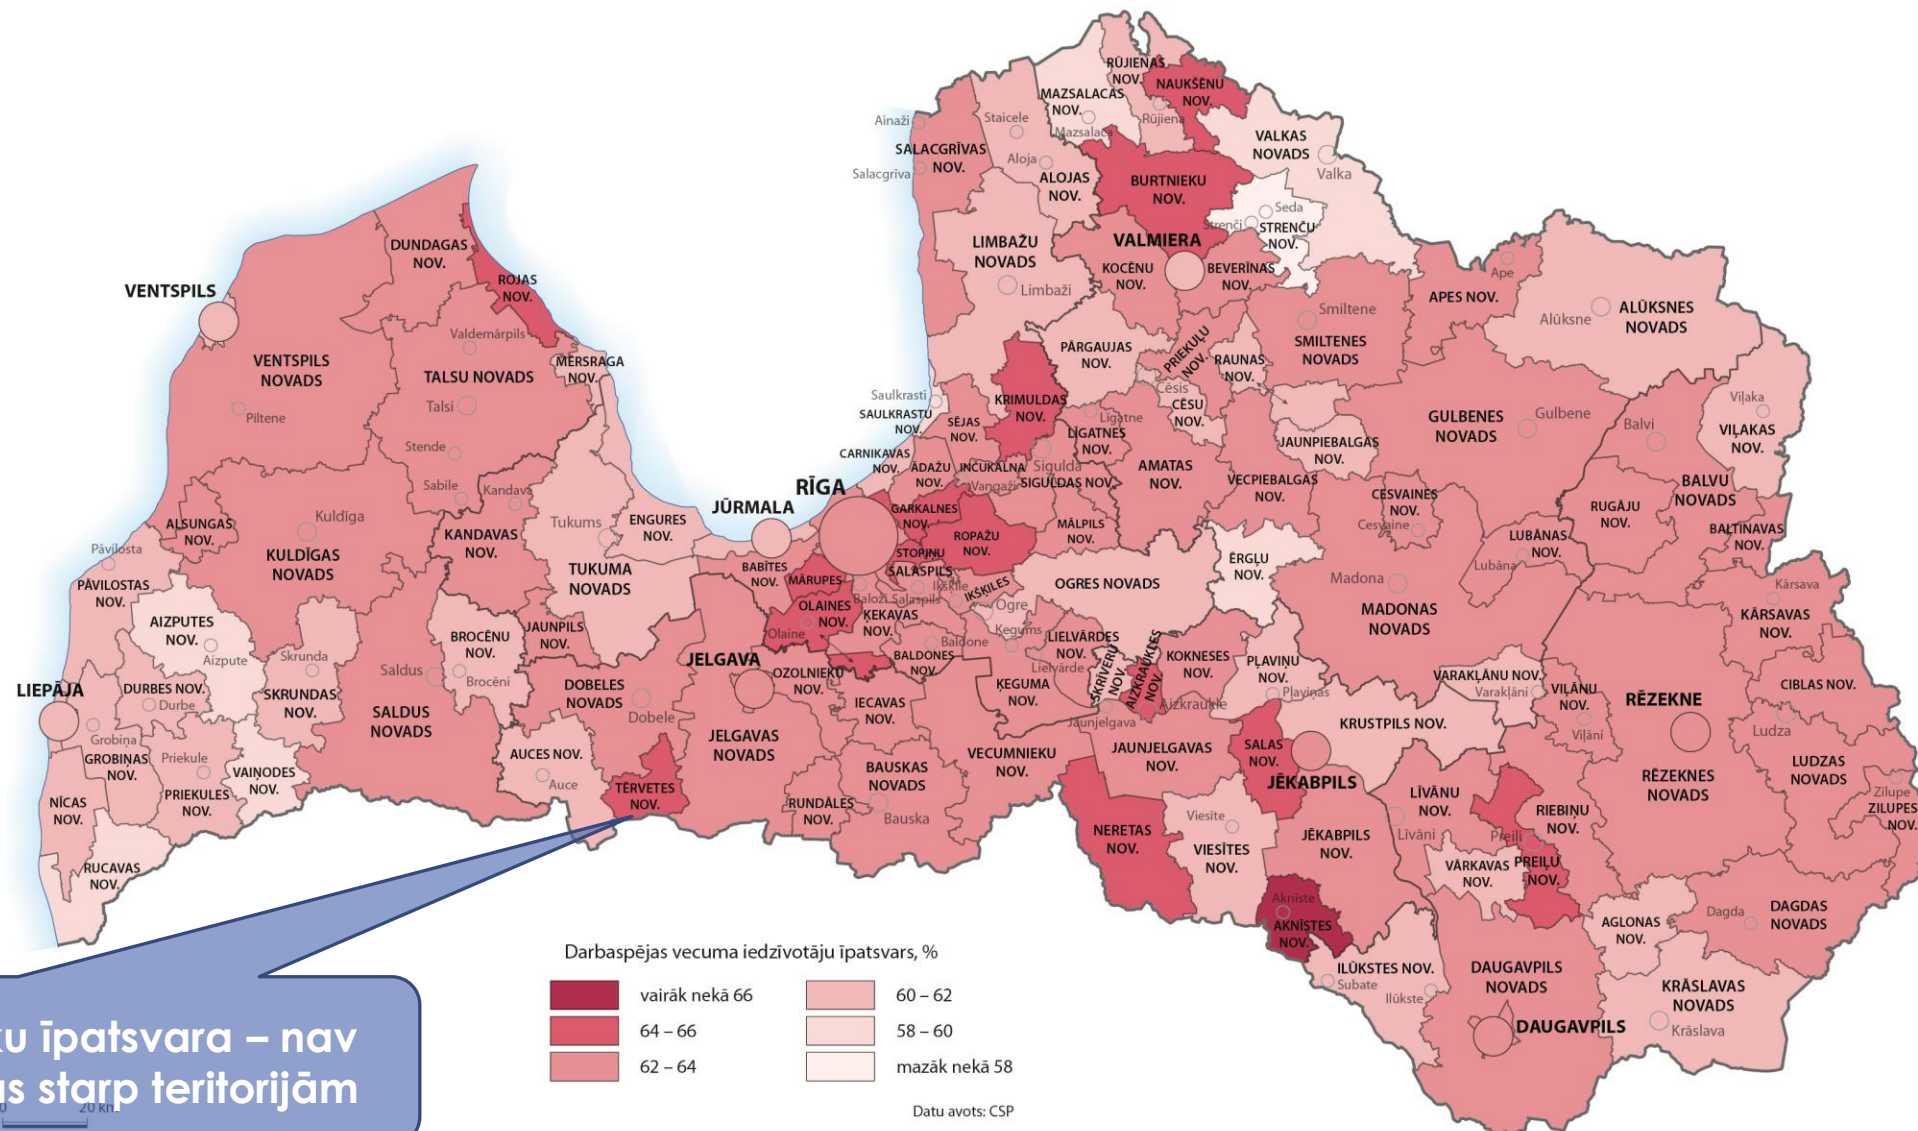 RŪJIENAS
NOV.
NAUKŠĒNU
NOV.
MAZSALACAS
NOV.
Mazsalaca
Rūjiena
Ainaži
Staicele
VALKAS
NOVADS
Valka
SALACGRĪVAS
NOV.
Salacgrīva
Aloja
ALOJAS
NOV.
BURTNIEKU
NOV.
Seda
Strenči
STRENČU
NOV.
DUNDAGAS
NOV.
ROJAS
NOV.
LIMBAŽU
NOVADS
Limbaži
VALMIERA
KOCĒNU
NOV.
BEVERĪNAS
NOV.
Ape
APES NOV.
Alūksne
ALŪKSNES
NOVADS
VENTSPILS
VENTSPILS
NOVADS
Piltene
Valdemārpils
TALSU NOVADS
Talsi
Stende
Sabile
MĒRSRAGA
NOV.
Smiltene
SMILTENES
NOVADS
PĀRGAUJAS
NOV.
PRIEKUĻU
NOV.
RAUNAS
NOV.
Cēsis
CĒSU
NOV.
Saulkrasti
SAULKRASTU
NOV.
SĒJAS
NOV.
KRIMULDAS
NOV.
Līgatne
LĪGATNES
NOV.
JAUNPIEBALGAS
NOV.
GULBENES
NOVADS
Gulbene
Balvi
Viļaka
VIĻAKAS
NOV.
CARNIKAVAS
NOV.
ĀDAŽU
NOV.
INČUKALNA
Vangaži
Sigulda
SIGULDAS NOV.
AMATAS
NOV.
VECPIEBALGAS
NOV.
CESVAINES
NOV.
Cesvaine
RUGĀJU
NOV.
BALVU
NOVADS
BALTINAVAS
NOV.
RĪGA
JŪRMALA
GARKALNES
NOV.
ROPAŽU
NOV.
MĀLPILS
NOV.
LUBĀNAS
NOV.
Lubāna
ALSUNGAS
NOV.
Kuldīga
KULDĪGAS
NOVADS
Kandava
KANDAVAS
NOV.
Tukums
TUKUMA
NOVADS
ENGURES
NOV.
BABĪTES
NOV.
MĀRUPES
STOPIŅU
SALASPILS
Salaspils
Baloži
Ikšķile
IKŠĶILES
OGRES NOVADS
Ogre
ĒRGĻU
NOV.
Madona
MADONAS
NOVADS
Kārsava
KĀRSAVAS
NOV.
Pāvilosta
PĀVILOSTAS
NOV.
AIZPUTES
NOV.
Aizpute
BROCĒNU
NOV.
Brocēni
JAUNPILS
NOV.
OLAINES
NOV.
Olaine
ĶEKAVAS
NOV.
Baldone
BALDONES
NOV.
Ķegums
LIELVĀRDES
NOV.
Lielvārde
SKRĪVERU
NOV.
AIZKRAUKLES
NOV.
Aizkraukle
KOKNESES
NOV.
PĻAVIŅU
NOV.
Pļaviņas
VARAKĻĀNU NOV.
Varakļāni
VIĻĀNU
NOV.
Viļāni
RĒZEKNE
RĒZEKNES
NOVADS
CIBLAS NOV.
Ludza
LUDZAS
NOVADS
Zilupe
ZILUPES
NOV.
LIEPĀJA
DURBES NOV.
Durbe
Grobiņa
GROBIŅAS
NOV.
Skrunda
SKRUNDAS
NOV.
Saldus
SALDUS
NOVADS
JELGAVA
DOBELES
NOVADS
Dobele
OZOLNIEKU
NOV.
JELGAVAS
NOVADS
IECAVAS
NOV.
ĶEGUMA
NOV.
Jaunjelgava
JAUNJELGAVAS
NOV.
SALAS
NOV.
JĒKABPILS
KRUSTPILS NOV.
Priekule
PRIEKULES
NOV.
VAIŅODES
NOV.
AUCES NOV.
Auce
TĒRVETES
NOV.
RUNDĀLES
NOV.
BAUSKAS
NOVADS
Bauska
VECUMNIEKU
NOV.
NERETAS
NOV.
Viesīte
VIESĪTES
NOV.
JĒKABPILS
NOV.
LĪVĀNU
NOV.
Līvāni
RIEBIŅU
NOV.
Preiļi
PREIĻU
NOV.
VĀRKAVAS
NOV.
NĪCAS
NOV.
RUCAVAS
NOV.
Aknīste
AKNĪSTES
NOV.
AGLONAS
NOV.
Dagda
DAGDAS
NOVADS
ILŪKSTES NOV.
Subate
Ilūkste
DAUGAVPILS
NOVADS
DAUGAVPILS
KRĀSLAVAS
NOVADS
Krāslava
Darbaspējas vecuma iedzīvotāju īpatsvars, %
vairāk nekā 66
64 – 66
62 – 64
60 – 62
58 – 60
mazāk nekā 58
Datu avots: CSP
ku īpatsvara – nav
as starp teritorijām
0 20 km